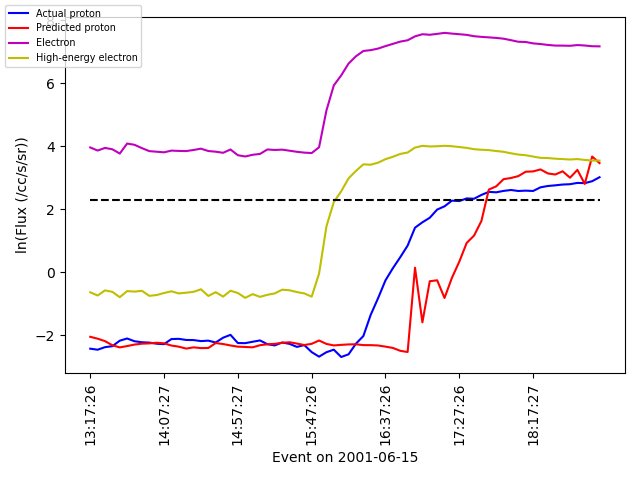 Actual proton
Predicted proton
Electron
High-energy electron
6
4
2
0
−2
ln(Flux (/cc/s/sr))
13:17:26
14:07:27
14:57:27
15:47:26
16:37:26
17:27:26
18:17:27
Event on 2001-06-15